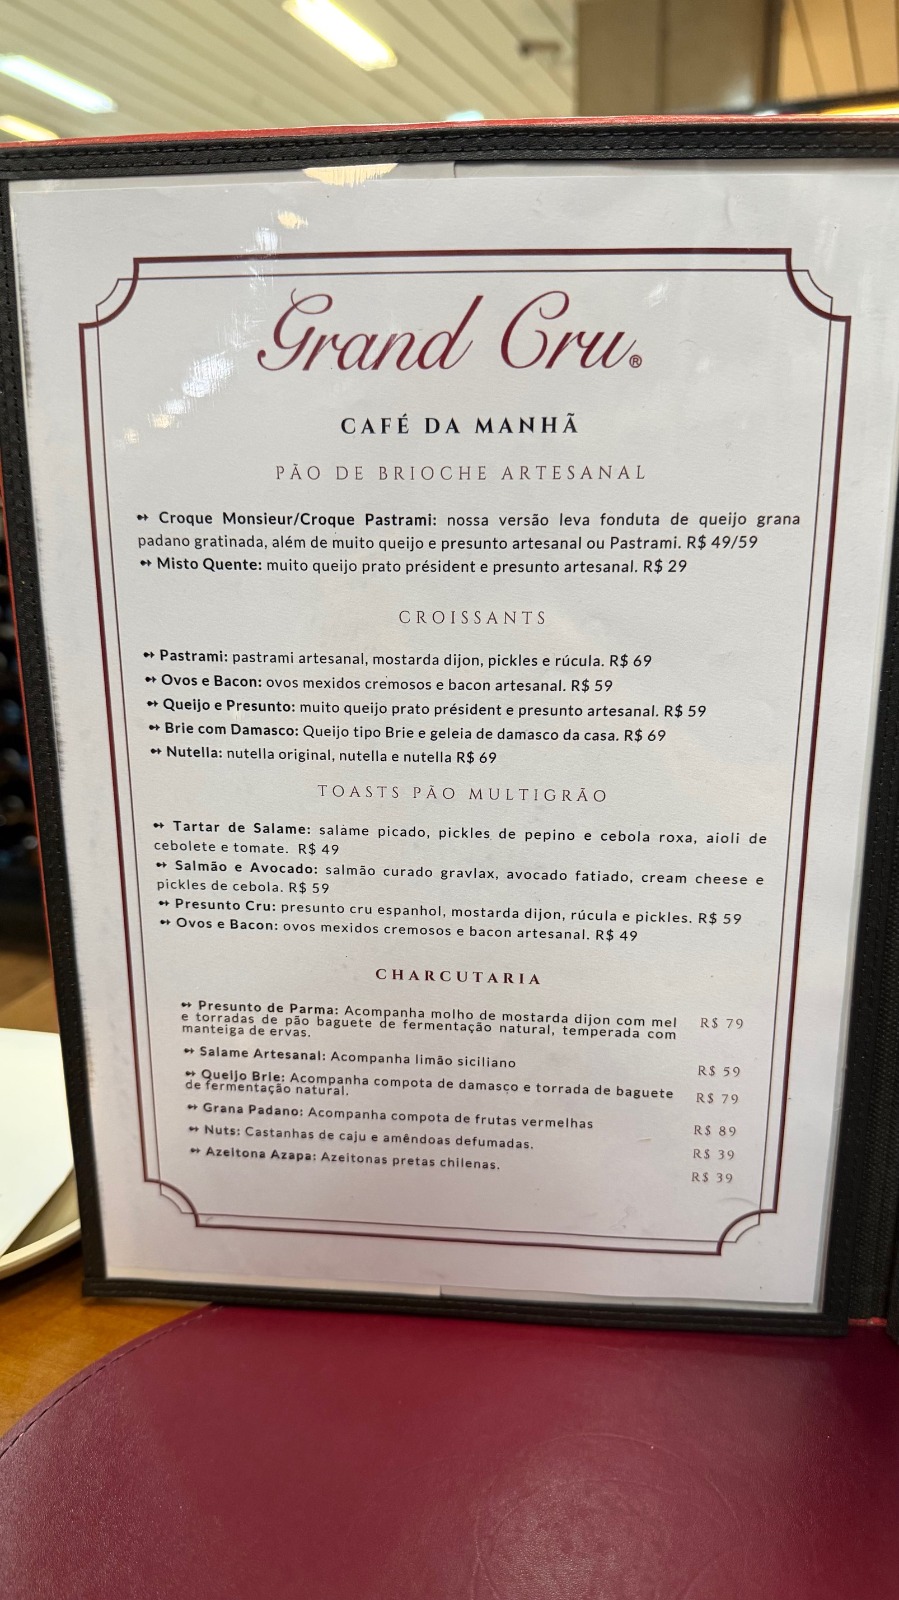 Grand Cru®
CAFÉ DA MANHÃ
PÃO DE BRIOCHE ARTESANAL
➻ Croque Monsieur/Croque Pastrami: nossa versão leva fonduta de queijo grana
padano gratinada, além de muito queijo e presunto artesanal ou Pastrami. R$ 49/59
➻ Misto Quente: muito queijo prato président e presunto artesanal. R$ 29
CROISSANTS
➻ Pastrami: pastrami artesanal, mostarda dijon, pickles e rúcula. R$ 69
➻ Ovos e Bacon: ovos mexidos cremosos e bacon artesanal. R$ 59
➻ Queijo e Presunto: muito queijo prato président e presunto artesanal. R$ 59
➻ Brie com Damasco: Queijo tipo Brie e geleia de damasco da casa. R$ 69
➻ Nutella: nutella original, nutella e nutella R$ 69
TOASTS PÃO MULTIGRÃO
➻ Tartar de Salame: salame picado, pickles de pepino e cebola roxa, aioli de
cebolete e tomate. R$ 49
➻ Salmão e Avocado: salmão curado gravlax, avocado fatiado, cream cheese e
pickles de cebola. R$ 59
➻ Presunto Cru: presunto cru espanhol, mostarda dijon, rúcula e pickles. R$ 59
➻ Ovos e Bacon: ovos mexidos cremosos e bacon artesanal. R$ 49
CHARCUTARIA
➻ Presunto de Parma: Acompanha molho de mostarda dijon com mel
e torradas de pão baguete de fermentação natural, temperada com
manteiga de ervas.
R$ 79
➻ Salame Artesanal: Acompanha limão siciliano
R$ 59
➻ Queijo Brie: Acompanha compota de damasco e torrada de baguete
de fermentação natural.
R$ 79
➻ Grana Padano: Acompanha compota de frutas vermelhas
R$ 89
➻ Nuts: Castanhas de caju e amêndoas defumadas.
R$ 39
➻ Azeitona Azapa: Azeitonas pretas chilenas.
R$ 39